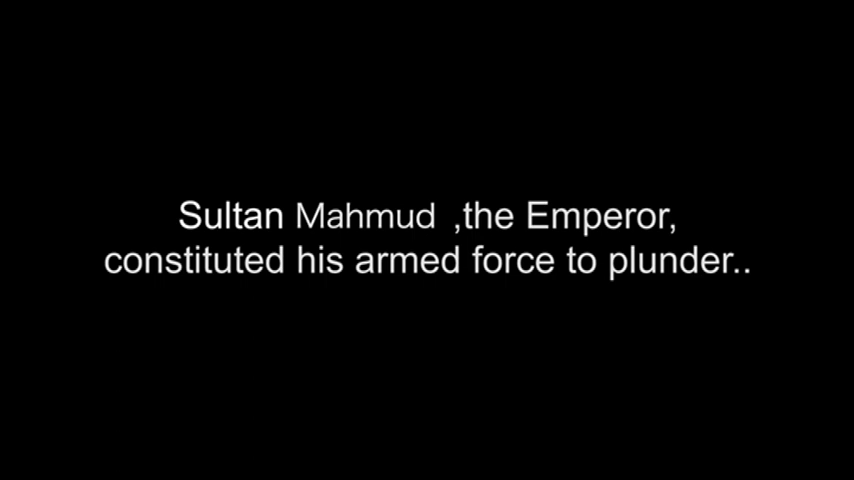 Sultan Mahmud ,the Emperor,
constituted his armed force to plunder..